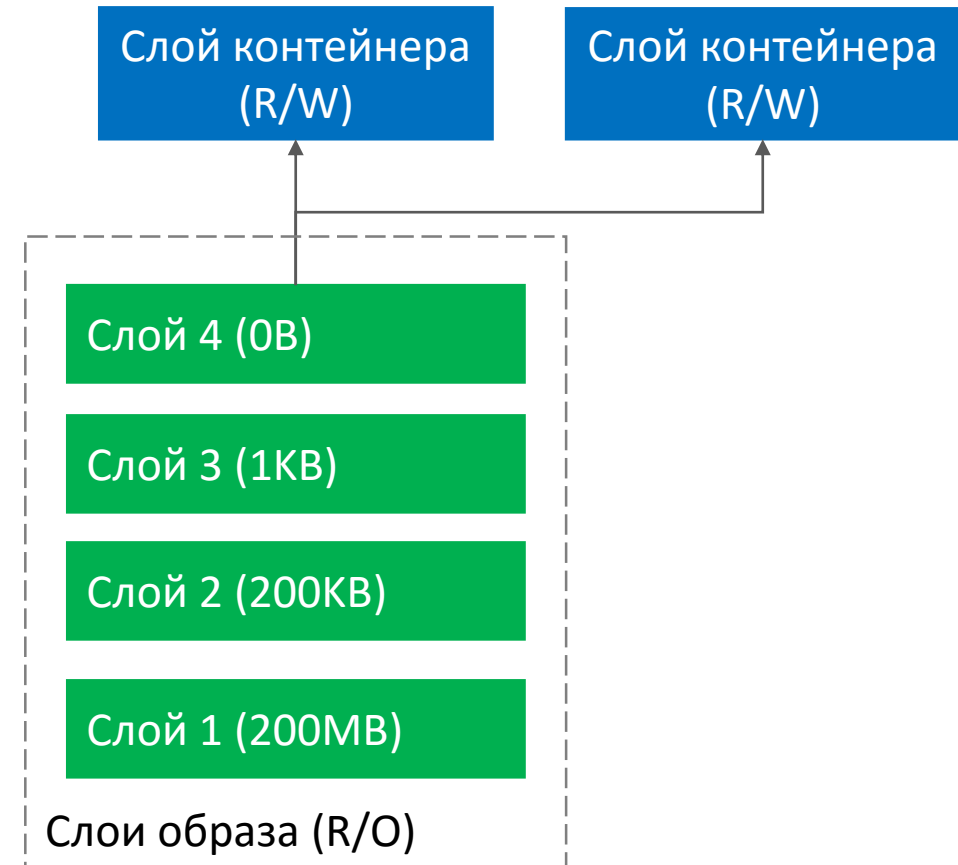 Слой контейнера
(R/W)
Слой контейнера
(R/W)
Слой 4 (0B)
Слой 3 (1KB)
Слой 2 (200KB)
Слой 1 (200MB)
Слои образа (R/O)